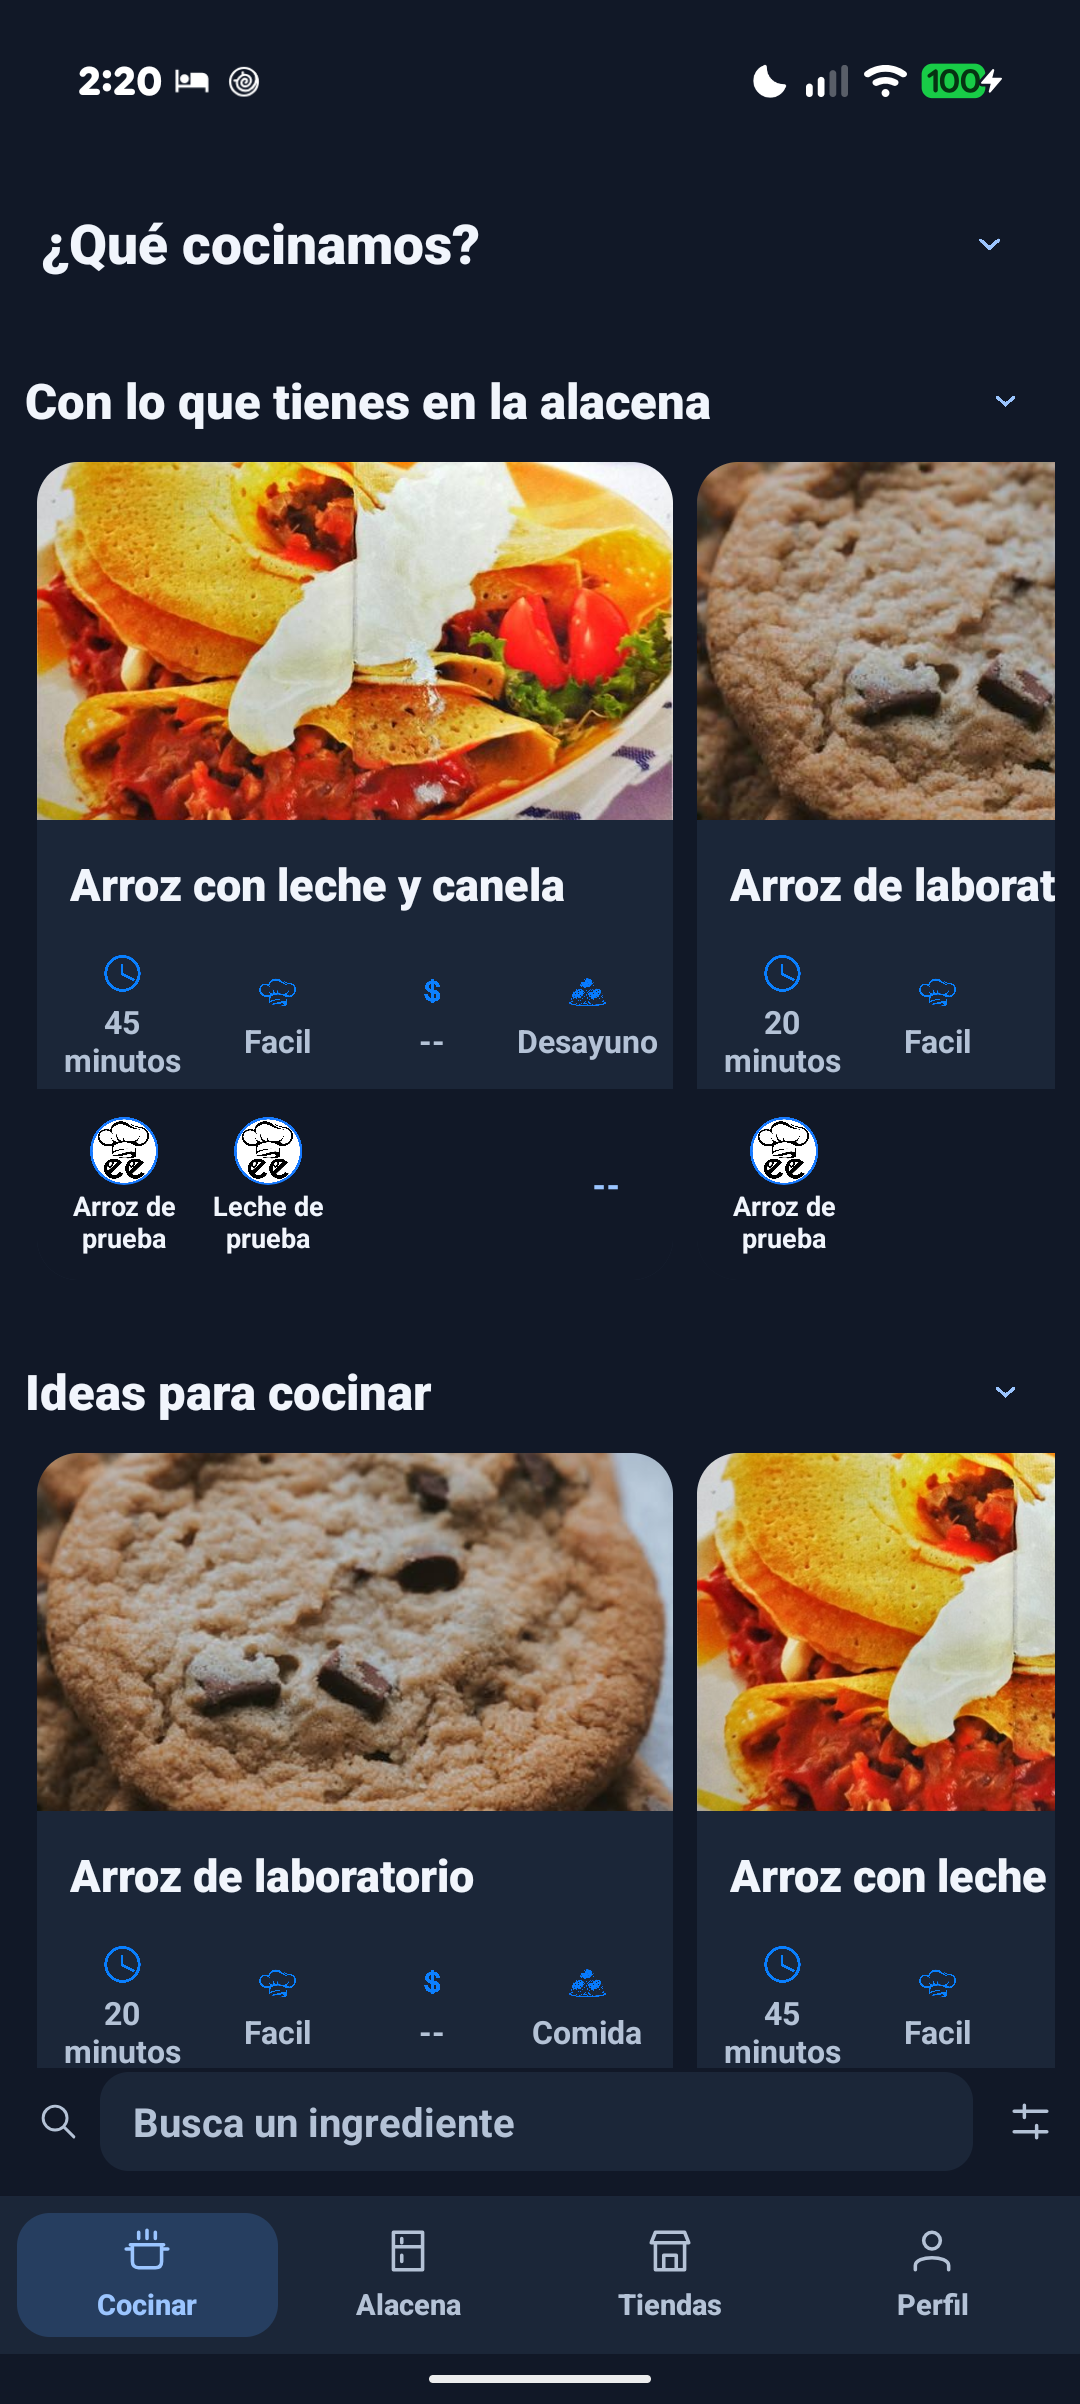 2:20
100
¿Qué cocinamos?
Con lo que tienes en la alacena
Arroz con leche y canela
Arroz de laborat
45
minutos
Facil
$
--
Desayuno
20
minutos
Facil
ee
Arroz de
prueba
ee
Leche de
prueba
--
ee
Arroz de
prueba
Ideas para cocinar
Arroz de laboratorio
Arroz con leche
20
minutos
Facil
$
--
Comida
45
minutos
Facil
Busca un ingrediente
Cocinar
Alacena
Tiendas
Perfil